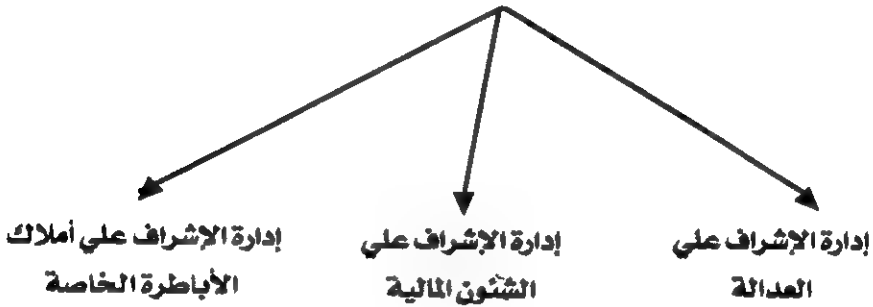 إدارة الإشراف علي
العدالة
إدارة الإشراف علي
الشئون المالية
إدارة الإشراف علي أملاك
الأباطرة الخاصة